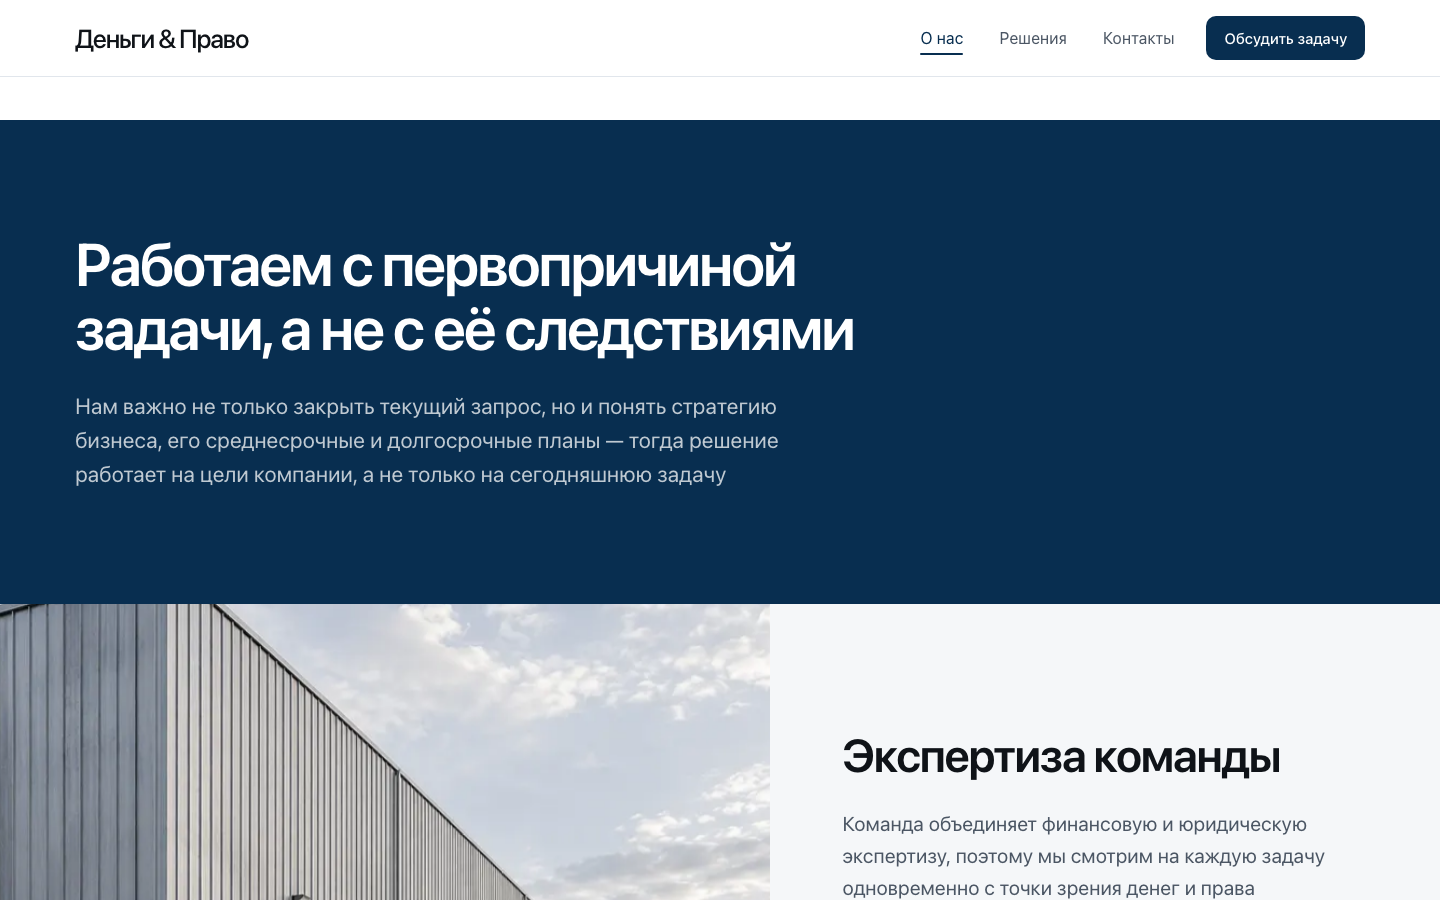 Деньги & Право
О нас
Решения
Контакты
Обсудить задачу
Работаем с первопричиной
задачи, а не с её следствиями
Нам важно не только закрыть текущий запрос, но и понять стратегию
бизнеса, его среднесрочные и долгосрочные планы — тогда решение
работает на цели компании, а не только на сегодняшнюю задачу
Экспертиза команды
Команда объединяет финансовую и юридическую
экспертизу, поэтому мы смотрим на каждую задачу
одновременно с точки зрения денег и права